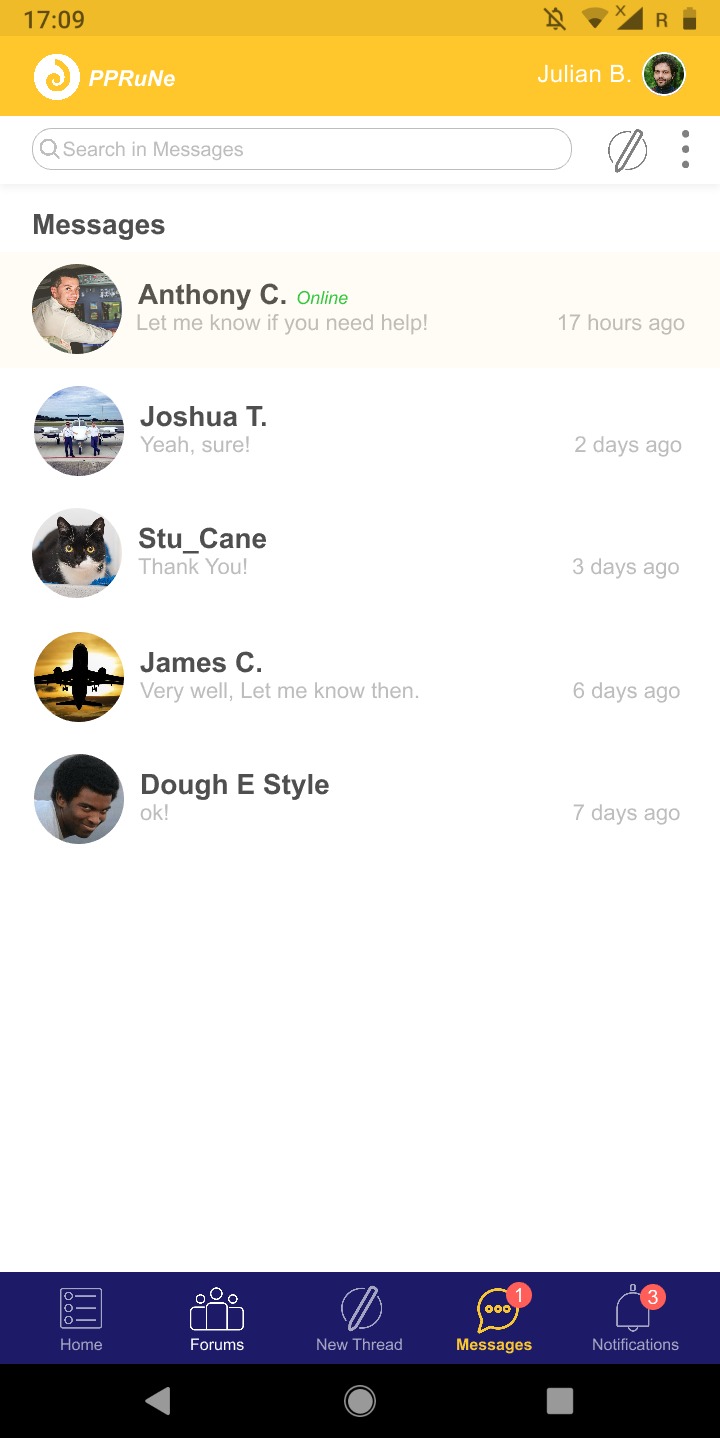 17:09
X
R
PPRuNe
Julian B.
Search in Messages
Messages
Anthony C. Online
Let me know if you need help!
17 hours ago
Joshua T.
Yeah, sure!
2 days ago
Stu_Cane
Thank You!
3 days ago
James C.
Very well, Let me know then.
6 days ago
Dough E Style
ok!
7 days ago
1
3
Home
Forums
New Thread
Messages
Notifications